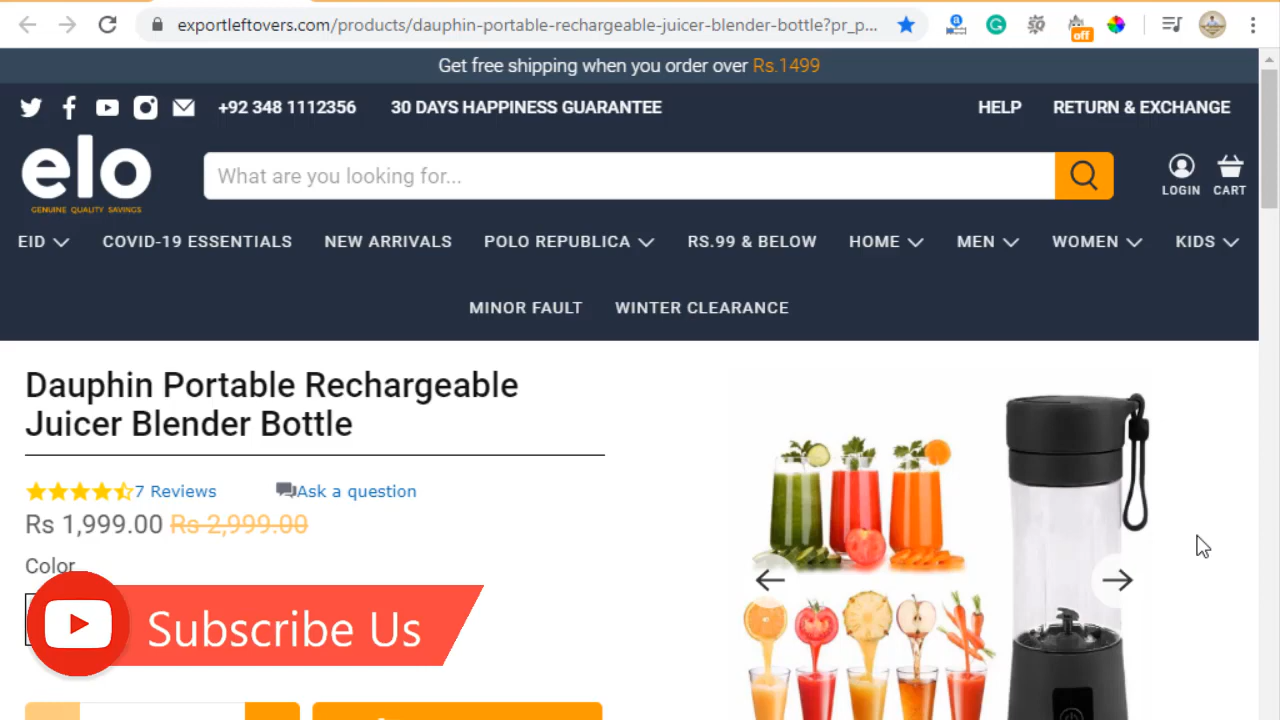 exportleftovers.com/products/dauphin-portable-rechargeable-juicer-blender-bottle?pr_p...
off
Get free shipping when you order over Rs.1499
+92 348 1112356 30 DAYS HAPPINESS GUARANTEE HELP RETURN & EXCHANGE
elo
GENUINE QUALITY SAVINGS
What are you looking for...
LOGIN CART
EID COVID-19 ESSENTIALS NEW ARRIVALS POLO REPUBLICA RS.99 & BELOW HOME MEN WOMEN KIDS
MINOR FAULT WINTER CLEARANCE
Dauphin Portable Rechargeable
Juicer Blender Bottle
7 Reviews Ask a question
Rs 1,999.00 Rs 2,999.00
Color
Subscribe Us